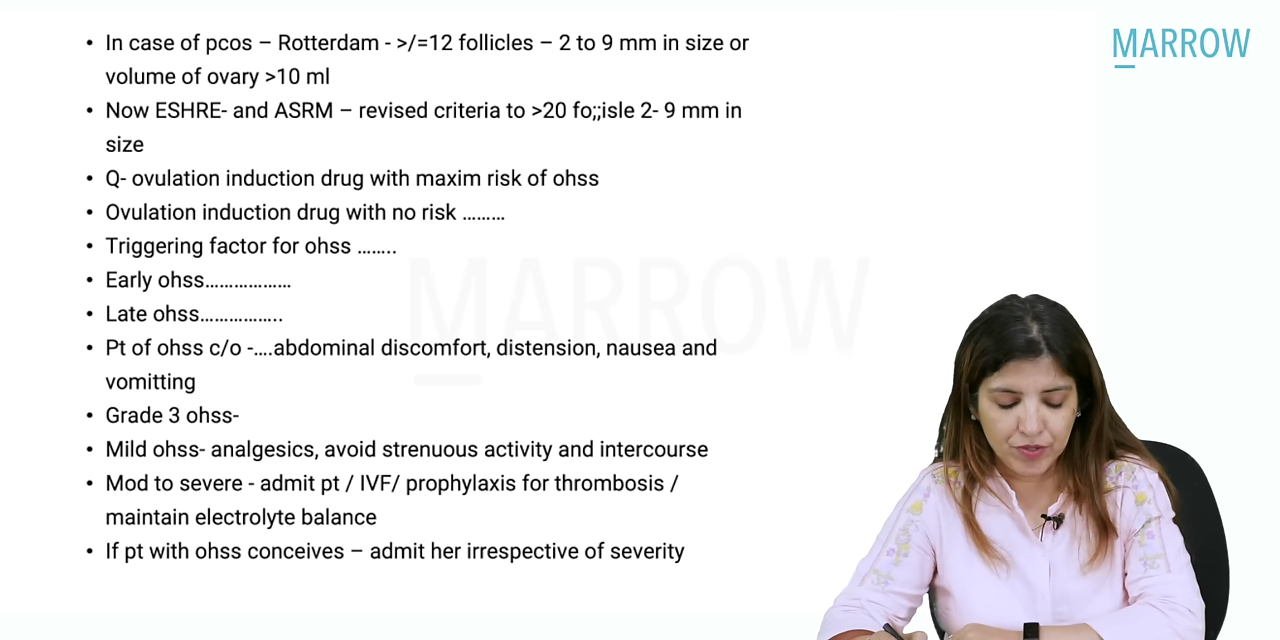 MARROW
• In case of pcos – Rotterdam - >/=12 follicles – 2 to 9 mm in size or
volume of ovary >10 ml
• Now ESHRE- and ASRM – revised criteria to >20 fo;;isle 2- 9 mm in
size
• Q- ovulation induction drug with maxim risk of ohss
• Ovulation induction drug with no risk ………
• Triggering factor for ohss ……..
• Early ohss………………
• Late ohss……………..
• Pt of ohss c/o -….abdominal discomfort, distension, nausea and
vomitting
• Grade 3 ohss-
• Mild ohss- analgesics, avoid strenuous activity and intercourse
• Mod to severe - admit pt / IVF/ prophylaxis for thrombosis /
maintain electrolyte balance
• If pt with ohss conceives – admit her irrespective of severity
MARROW